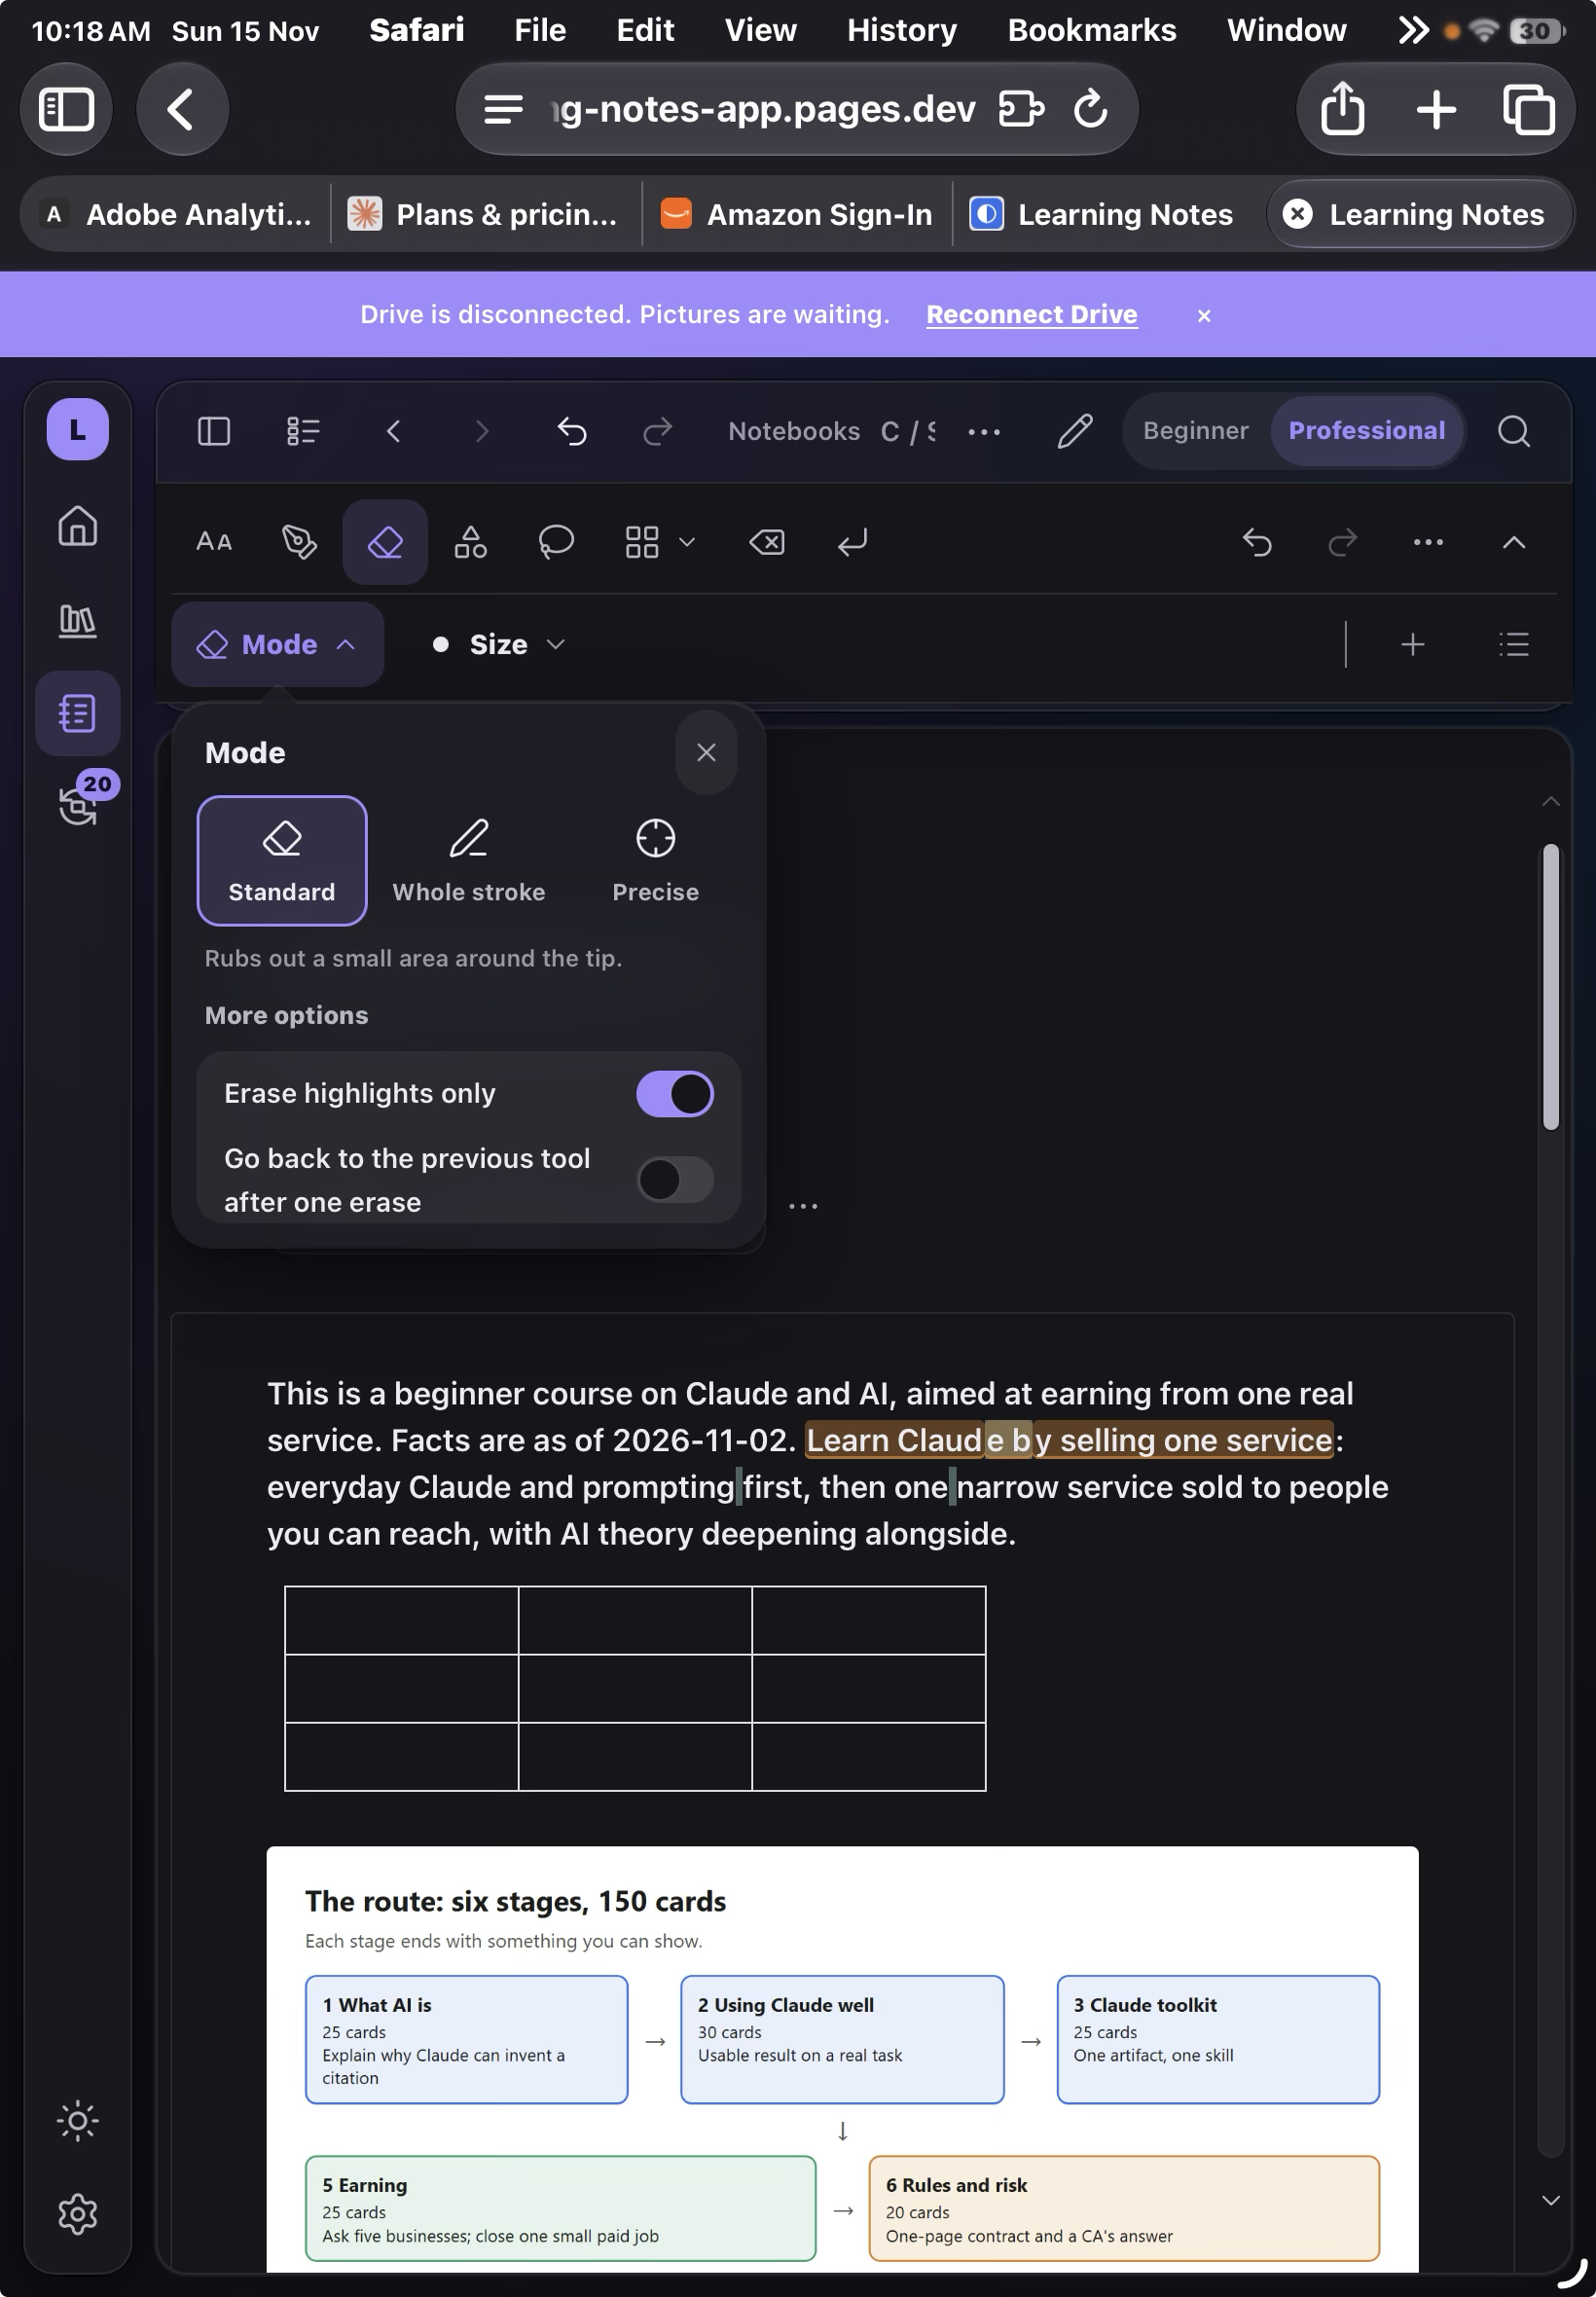 10:18 AM Sun 15 Nov Safari File Edit View History Bookmarks Window 30
g-notes-app.pages.dev
A Adobe Analyti... Plans & pricin... Amazon Sign-In Learning Notes Learning Notes
Drive is disconnected. Pictures are waiting. Reconnect Drive ×
L
Notebooks C / ... Beginner Professional
AA
Mode Size
20
Mode
Standard Whole stroke Precise
Rubs out a small area around the tip.
More options
Erase highlights only
Go back to the previous tool
after one erase
...
This is a beginner course on Claude and AI, aimed at earning from one real
service. Facts are as of 2026-11-02. Learn Claude by selling one service:
everyday Claude and prompting first, then one narrow service sold to people
you can reach, with AI theory deepening alongside.
The route: six stages, 150 cards
Each stage ends with something you can show.
1 What AI is
25 cards
Explain why Claude can invent a
citation
→
2 Using Claude well
30 cards
Usable result on a real task
→
3 Claude toolkit
25 cards
One artifact, one skill
↓
5 Earning
25 cards
Ask five businesses; close one small paid job
→
6 Rules and risk
20 cards
One-page contract and a CA's answer